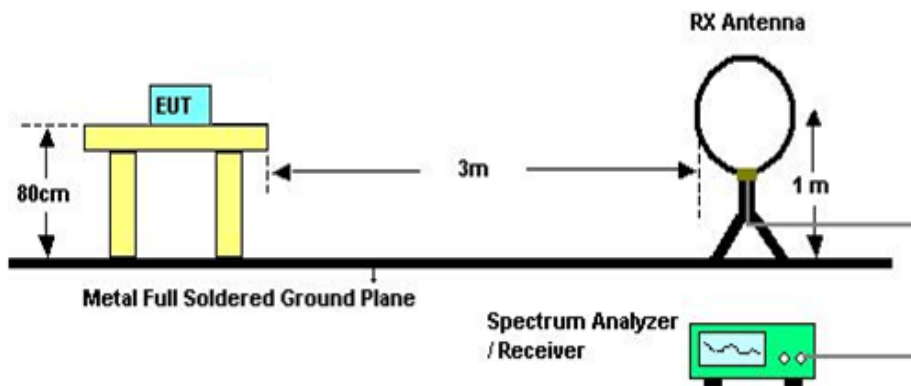 RX Antenna
EUT
3m
80cm
1 m
Metal Full Soldered Ground Plane
Spectrum Analyzer
/ Receiver